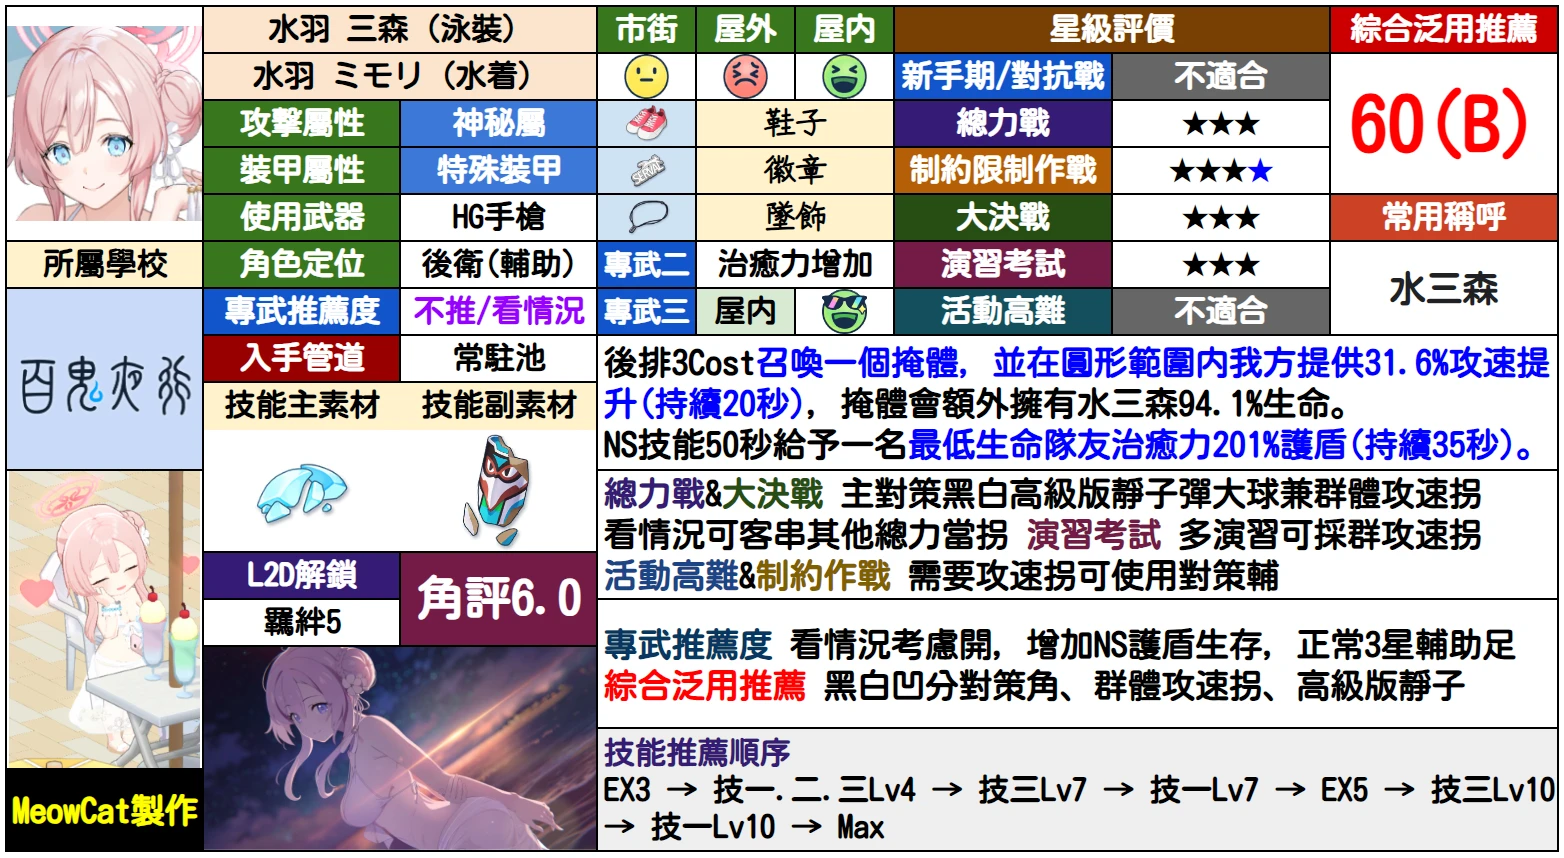 水羽 三森 (泳裝)
水羽 ミモリ (水着)
攻擊屬性 神秘屬
裝甲屬性 特殊裝甲
使用武器 HG手槍
所屬學校
角色定位 後衛(輔助)
百鬼夜行
專武推薦度 不推/看情況
入手管道 常駐池
技能主素材 技能副素材
L2D解鎖
羈絆5
角評6.0
MeowCat製作
市街 屋外 屋内
鞋子
SERVAL
徽章
墜飾
專武二 治癒力增加
專武三 屋内
星級評價
新手期/對抗戰 不適合
總力戰 ★★★
制約限制作戰 ★★★★
大決戰 ★★★
演習考試 ★★★
活動高難 不適合
綜合泛用推薦
60(B)
常用稱呼
水三森
後排3Cost召喚一個掩體, 並在圓形範圍内我方提供31.6%攻速提
升(持續20秒), 掩體會額外擁有水三森94.1%生命。
NS技能50秒給予一名最低生命隊友治癒力201%護盾(持續35秒)。
總力戰&大決戰 主對策黑白高級版靜子彈大球兼群體攻速拐
看情況可客串其他總力當拐 演習考試 多演習可採群攻速拐
活動高難&制約作戰 需要攻速拐可使用對策輔
專武推薦度 看情況考慮開, 增加NS護盾生存, 正常3星輔助足
綜合泛用推薦 黑白凹分對策角、群體攻速拐、高級版靜子
技能推薦順序
EX3 → 技一.二.三Lv4 → 技三Lv7 → 技一Lv7 → EX5 → 技三Lv10
→ 技一Lv10 → Max